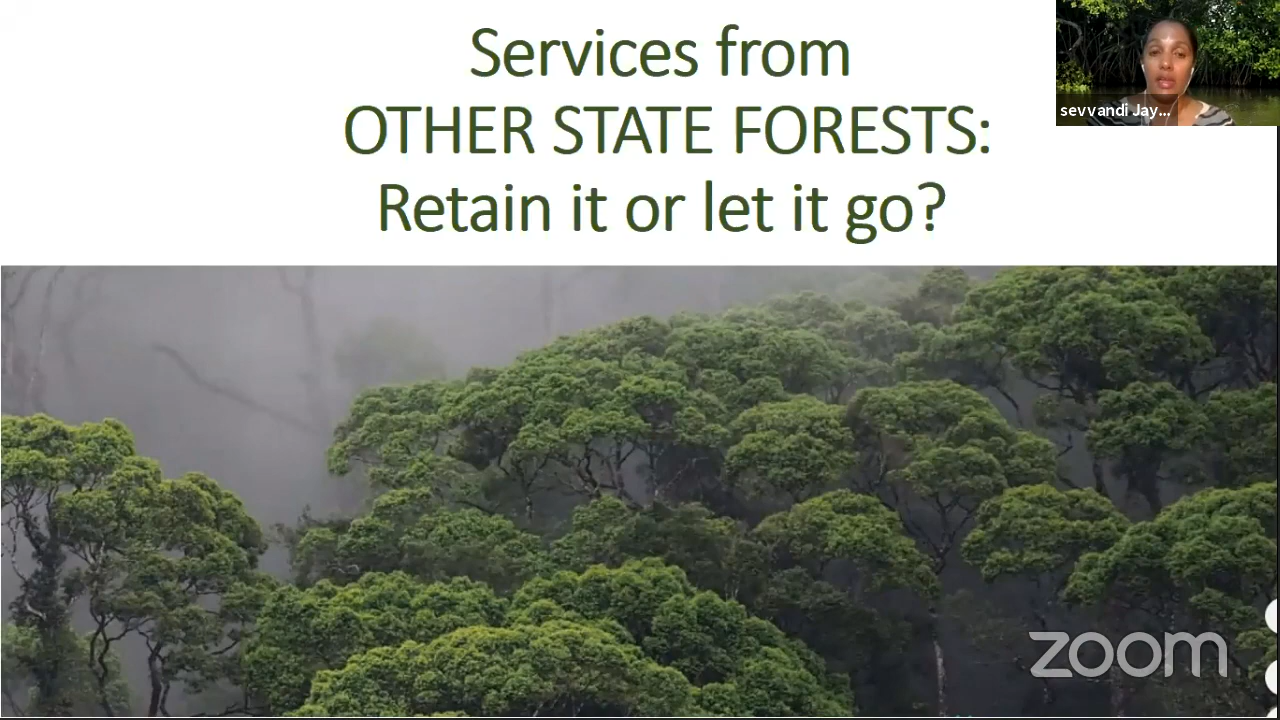 Services from
OTHER STATE FORESTS:
Retain it or let it go?
sevvandi Jay...
zoom